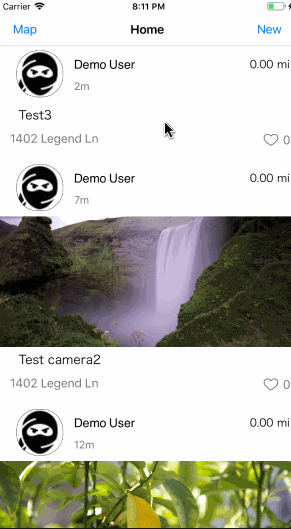 Carrier 8:11 PM
Map Home New
Demo User 0.00 mi
2m
Test3
1402 Legend Ln 0
Demo User 0.00 mi
7m
Test camera2
1402 Legend Ln 0
Demo User 0.00 mi
12m